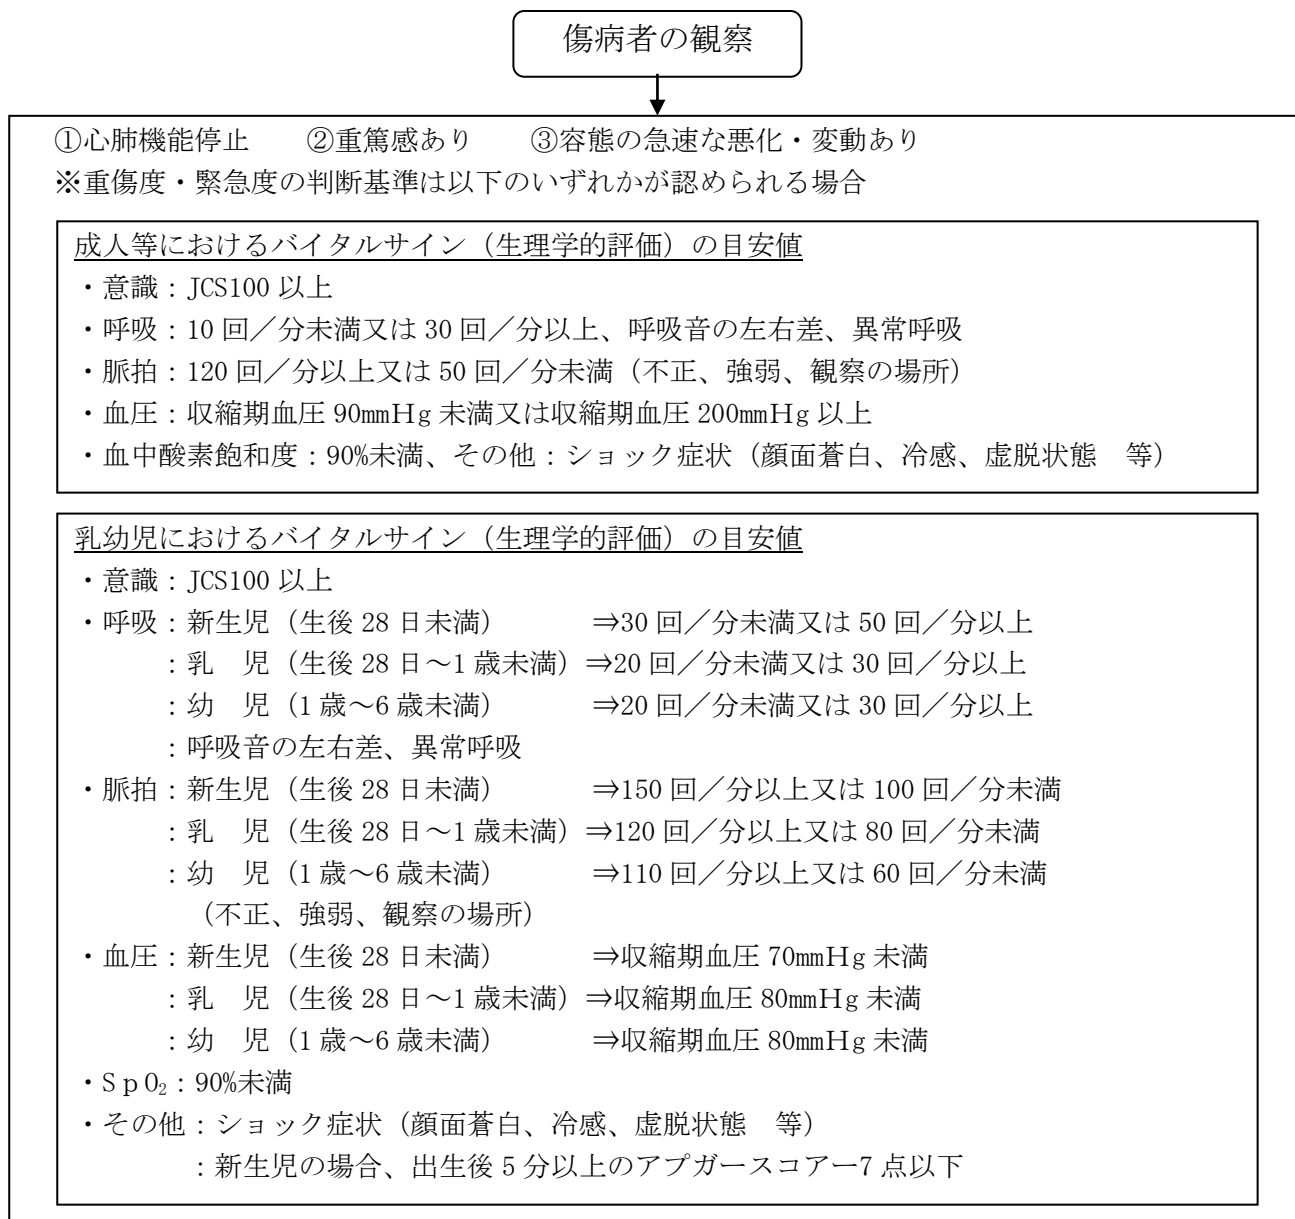 傷病者の観察
①心肺機能停止　　②重篤感あり　　③容態の急速な悪化・変動あり
※重傷度・緊急度の判断基準は以下のいずれかが認められる場合
成人等におけるバイタルサイン（生理学的評価）の目安値
・意識：JCS100 以上
・呼吸：10 回／分未満又は 30 回／分以上、呼吸音の左右差、異常呼吸
・脈拍：120 回／分以上又は 50 回／分未満（不正、強弱、観察の場所）
・血圧：収縮期血圧 90mmHg 未満又は収縮期血圧 200mmHg 以上
・血中酸素飽和度：90%未満、その他：ショック症状（顔面蒼白、冷感、虚脱状態　等）
乳幼児におけるバイタルサイン（生理学的評価）の目安値
・意識：JCS100 以上
・呼吸：新生児（生後 28 日未満）　　　　⇒30 回／分未満又は 50 回／分以上
：乳　児（生後 28 日～1 歳未満）⇒20 回／分未満又は 30 回／分以上
：幼　児（1 歳～6 歳未満）　　　　⇒20 回／分未満又は 30 回／分以上
：呼吸音の左右差、異常呼吸
・脈拍：新生児（生後 28 日未満）　　　　⇒150 回／分以上又は 100 回／分未満
：乳　児（生後 28 日～1 歳未満）⇒120 回／分以上又は 80 回／分未満
：幼　児（1 歳～6 歳未満）　　　　⇒110 回／分以上又は 60 回／分未満
（不正、強弱、観察の場所）
・血圧：新生児（生後 28 日未満）　　　　⇒収縮期血圧 70mmHg 未満
：乳　児（生後 28 日～1 歳未満）⇒収縮期血圧 80mmHg 未満
：幼　児（1 歳～6 歳未満）　　　　⇒収縮期血圧 80mmHg 未満
・ＳｐO₂：90%未満
・その他：ショック症状（顔面蒼白、冷感、虚脱状態　等）
：新生児の場合、出生後 5 分以上のアプガースコアー7 点以下